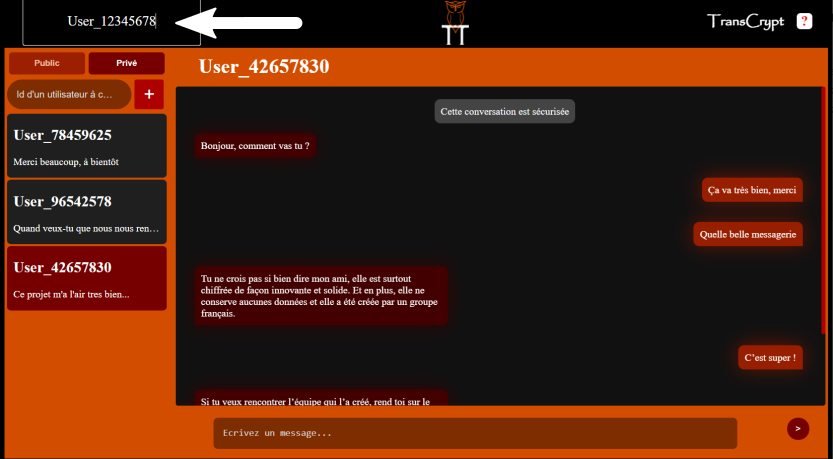 User_12345678
TT
TransCrypt ?
Public Privé
User_42657830
Id d'un utilisateur à c... +
Cette conversation est sécurisée
User_78459625
Merci beaucoup, à bientôt
Bonjour, comment vas tu ?
Ça va très bien, merci
User_96542578
Quand veux-tu que nous nous ren...
Quelle belle messagerie
User_42657830
Ce projet m'a l'air tres bien...
Tu ne crois pas si bien dire mon ami, elle est surtout
chiffrée de façon innovante et solide. Et en plus, elle ne
conserve aucunes données et elle a été créée par un groupe
français.
C'est super !
Si tu veux rencontrer l'équipe qui l'a créé, rend toi sur le
Ecrivez un message...
>